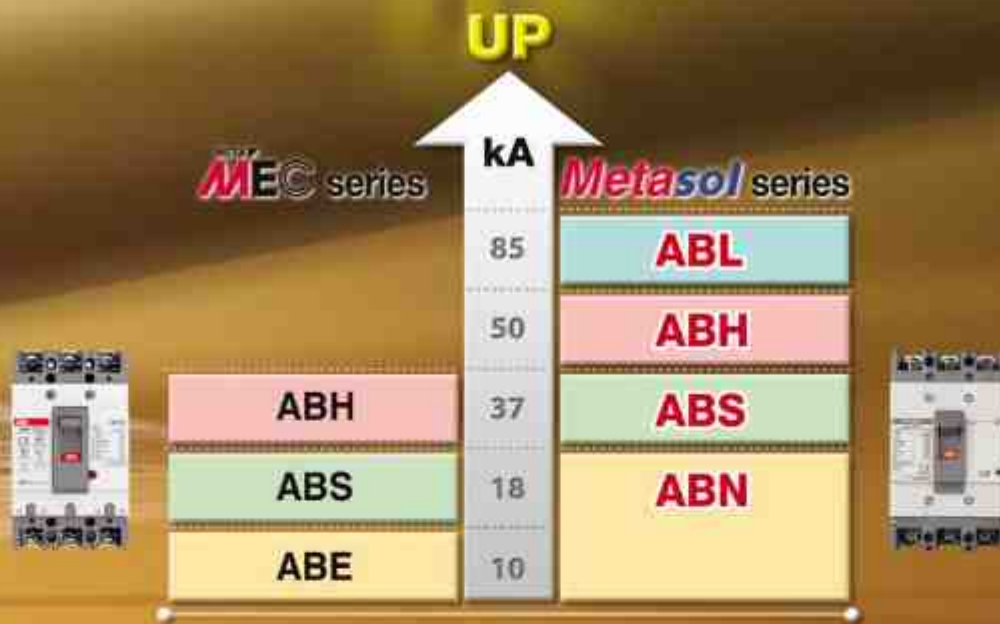 UP
kA
MEC series
Metasol series
85
ABL
50
ABH
ABH
37
ABS
ABS
18
ABN
ABE
10